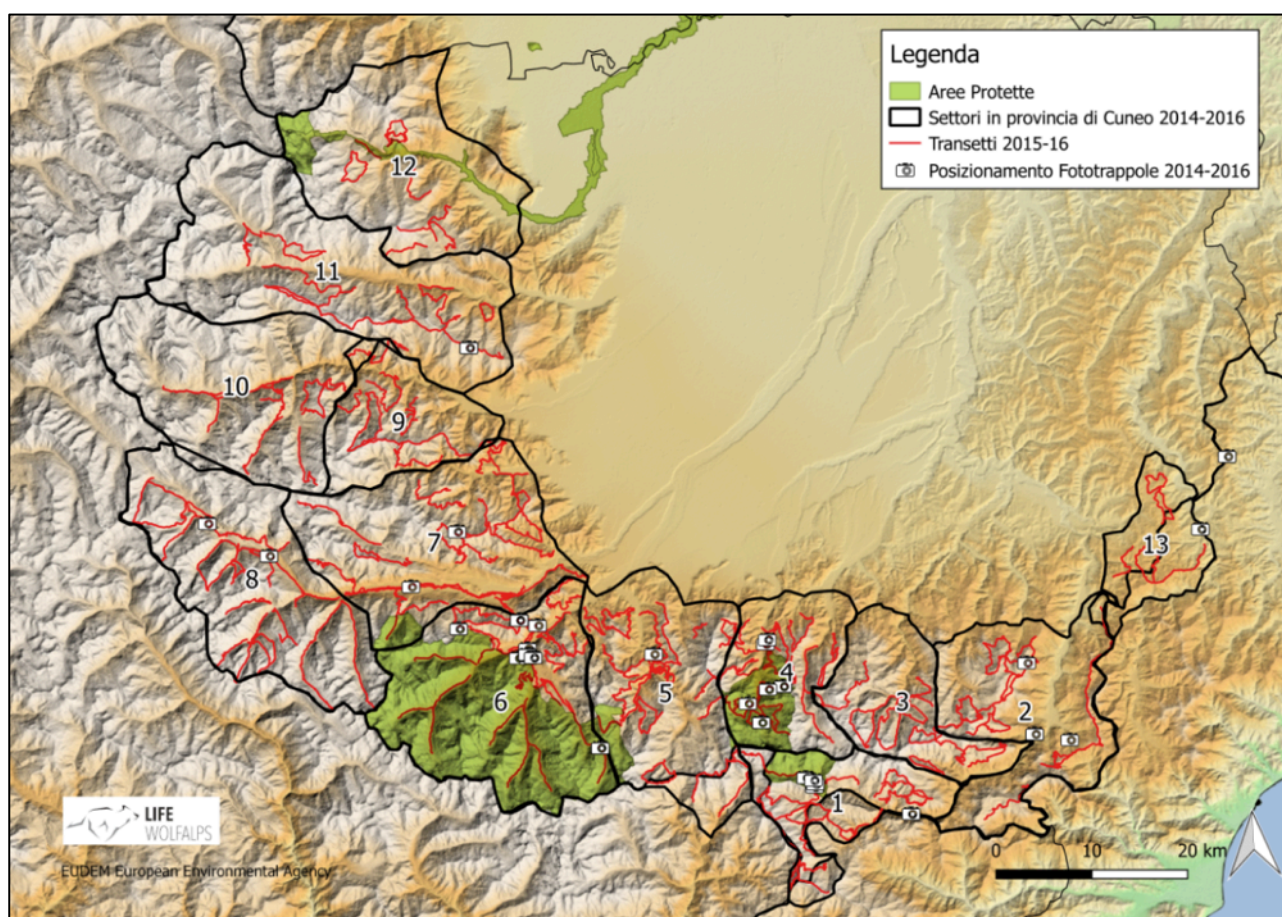 Legenda
Aree Protette
Settori in provincia di Cuneo 2014-2016
Transetti 2015-16
Posizionamento Fototrappole 2014-2016
12
11
10
9
7
13
8
6
5
4
3
2
1
LIFE
WOLFALPS
EUDEM European Environmental Agency
0 10 20 km